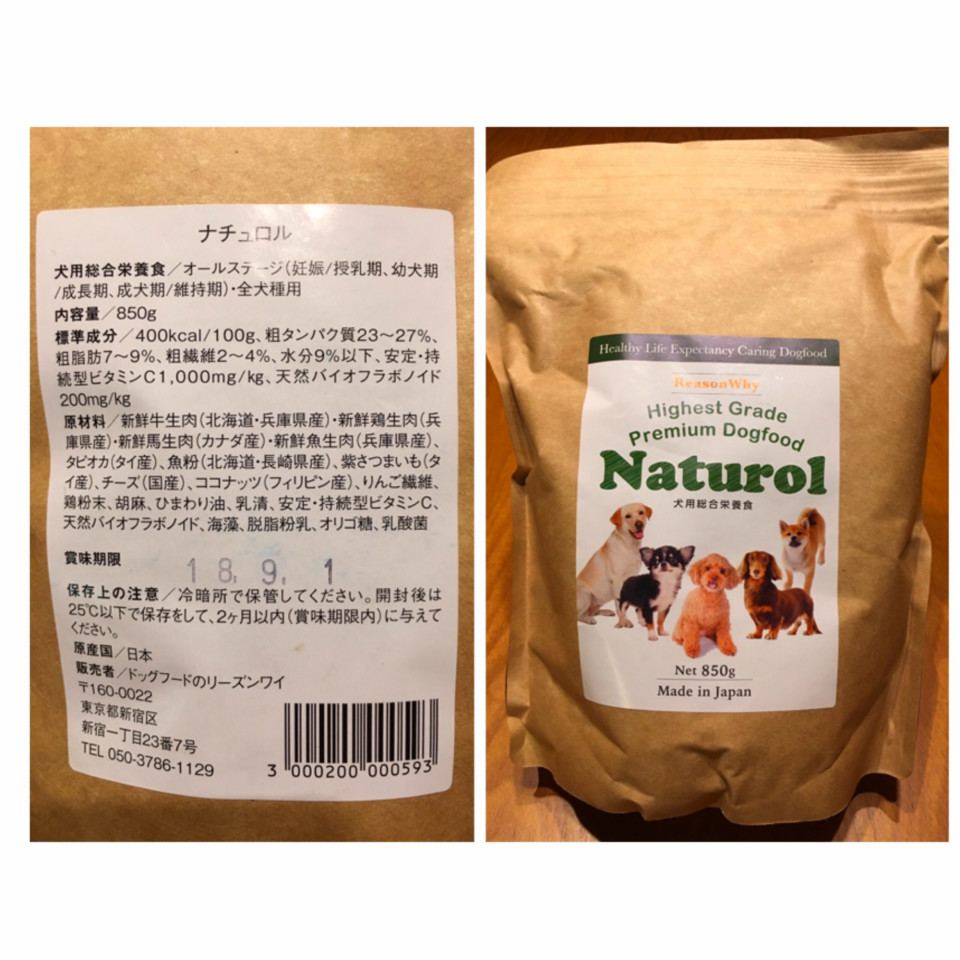 ナチュロル
犬用総合栄養食／オールステージ(妊娠/授乳期、幼犬期
/成長期、成犬期/維持期)・全犬種用
内容量／850g
標準成分／400kcal/100g、粗タンパク質23～27%、
粗脂肪7～9%、粗繊維2～4%、水分9%以下、安定・持
続型ビタミンC1,000mg/kg、天然バイオフラボノイド
200mg/kg
原材料／新鮮牛生肉(北海道・兵庫県産)・新鮮鶏生肉(兵
庫県産)・新鮮馬生肉(カナダ産)・新鮮魚生肉(兵庫県産)、
タピオカ(タイ産)、魚粉(北海道・長崎県産)、紫さつまいも(タ
イ産)、チーズ(国産)、ココナッツ(フィリピン産)、りんご繊維、
鶏粉末、胡麻、ひまわり油、乳清、安定・持続型ビタミンC、
天然バイオフラボノイド、海藻、脱脂粉乳、オリゴ糖、乳酸菌
賞味期限 18. 9. 1
保存上の注意／冷暗所で保管してください。開封後は
25℃以下で保存をして、2ヶ月以内(賞味期限内)に与えて
ください。
原産国／日本
販売者／ドッグフードのリーズンワイ
〒160-0022
東京都新宿区
新宿一丁目23番7号
TEL 050-3786-1129
3 000200 000593
Healthy Life Expectancy Caring Dogfood
ReasonWhy
Highest Grade
Premium Dogfood
Naturol
犬用総合栄養食
Net 850g
Made in Japan